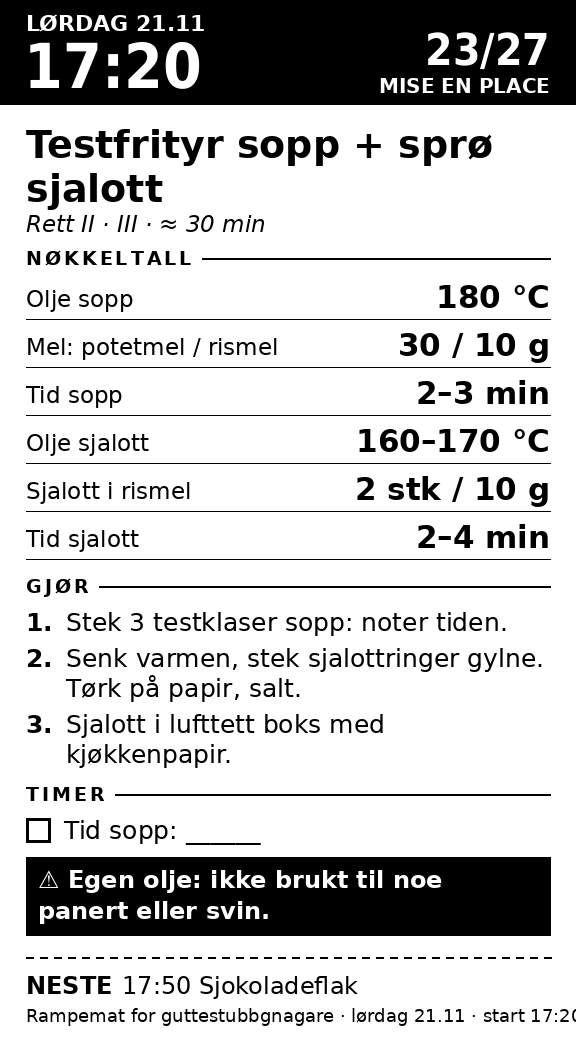 LØRDAG 21.11
17:20
23/27
MISE EN PLACE
Testfrityr sopp + sprø
sjalott
Rett II · III · ≈ 30 min
NØKKELTALL
Olje sopp 180 °C
Mel: potetmel / rismel 30 / 10 g
Tid sopp 2–3 min
Olje sjalott 160–170 °C
Sjalott i rismel 2 stk / 10 g
Tid sjalott 2–4 min
GJØR
1. Stek 3 testklaser sopp: noter tiden.
2. Senk varmen, stek sjalottringer gylne.
Tørk på papir, salt.
3. Sjalott i lufttett boks med
kjøkkenpapir.
TIMER
☐ Tid sopp: ______
⚠ Egen olje: ikke brukt til noe
panert eller svin.
NESTE 17:50 Sjokoladeflak
Rampemat for guttestubbgnagare · lørdag 21.11 · start 17:20